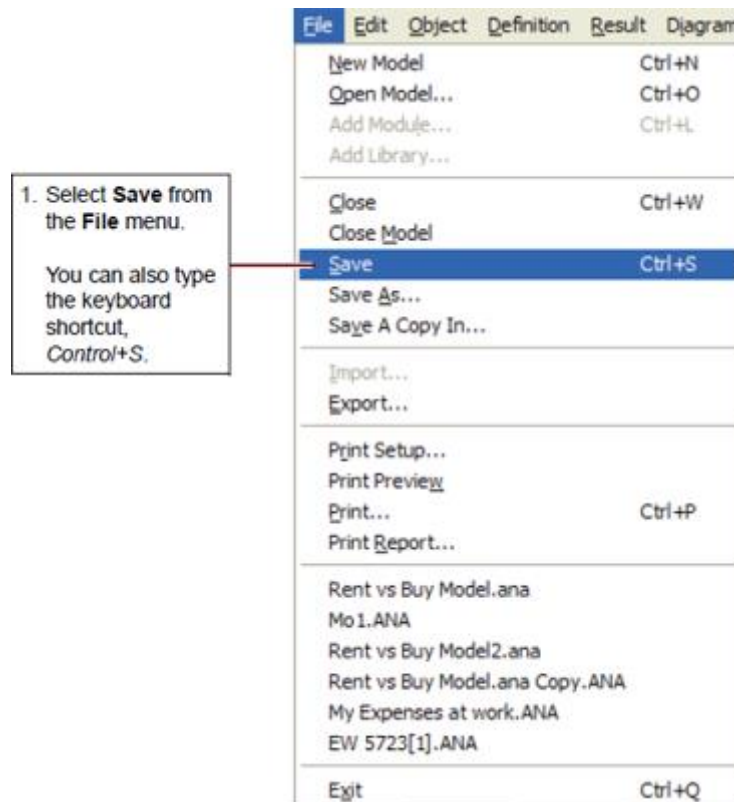 File Edit Object Definition Result Diagram
New Model Ctrl+N
Open Model... Ctrl+O
Add Module... Ctrl+L
Add Library...
1. Select Save from
the File menu.
You can also type
the keyboard
shortcut,
Control+S.
Close Ctrl+W
Close Model
Save Ctrl+S
Save As...
Save A Copy In...
Import...
Export...
Print Setup...
Print Preview
Print... Ctrl+P
Print Report...
Rent vs Buy Model.ana
Mo1.ANA
Rent vs Buy Model2.ana
Rent vs Buy Model.ana Copy.ANA
My Expenses at work.ANA
EW 5723[1].ANA
Exit Ctrl+Q